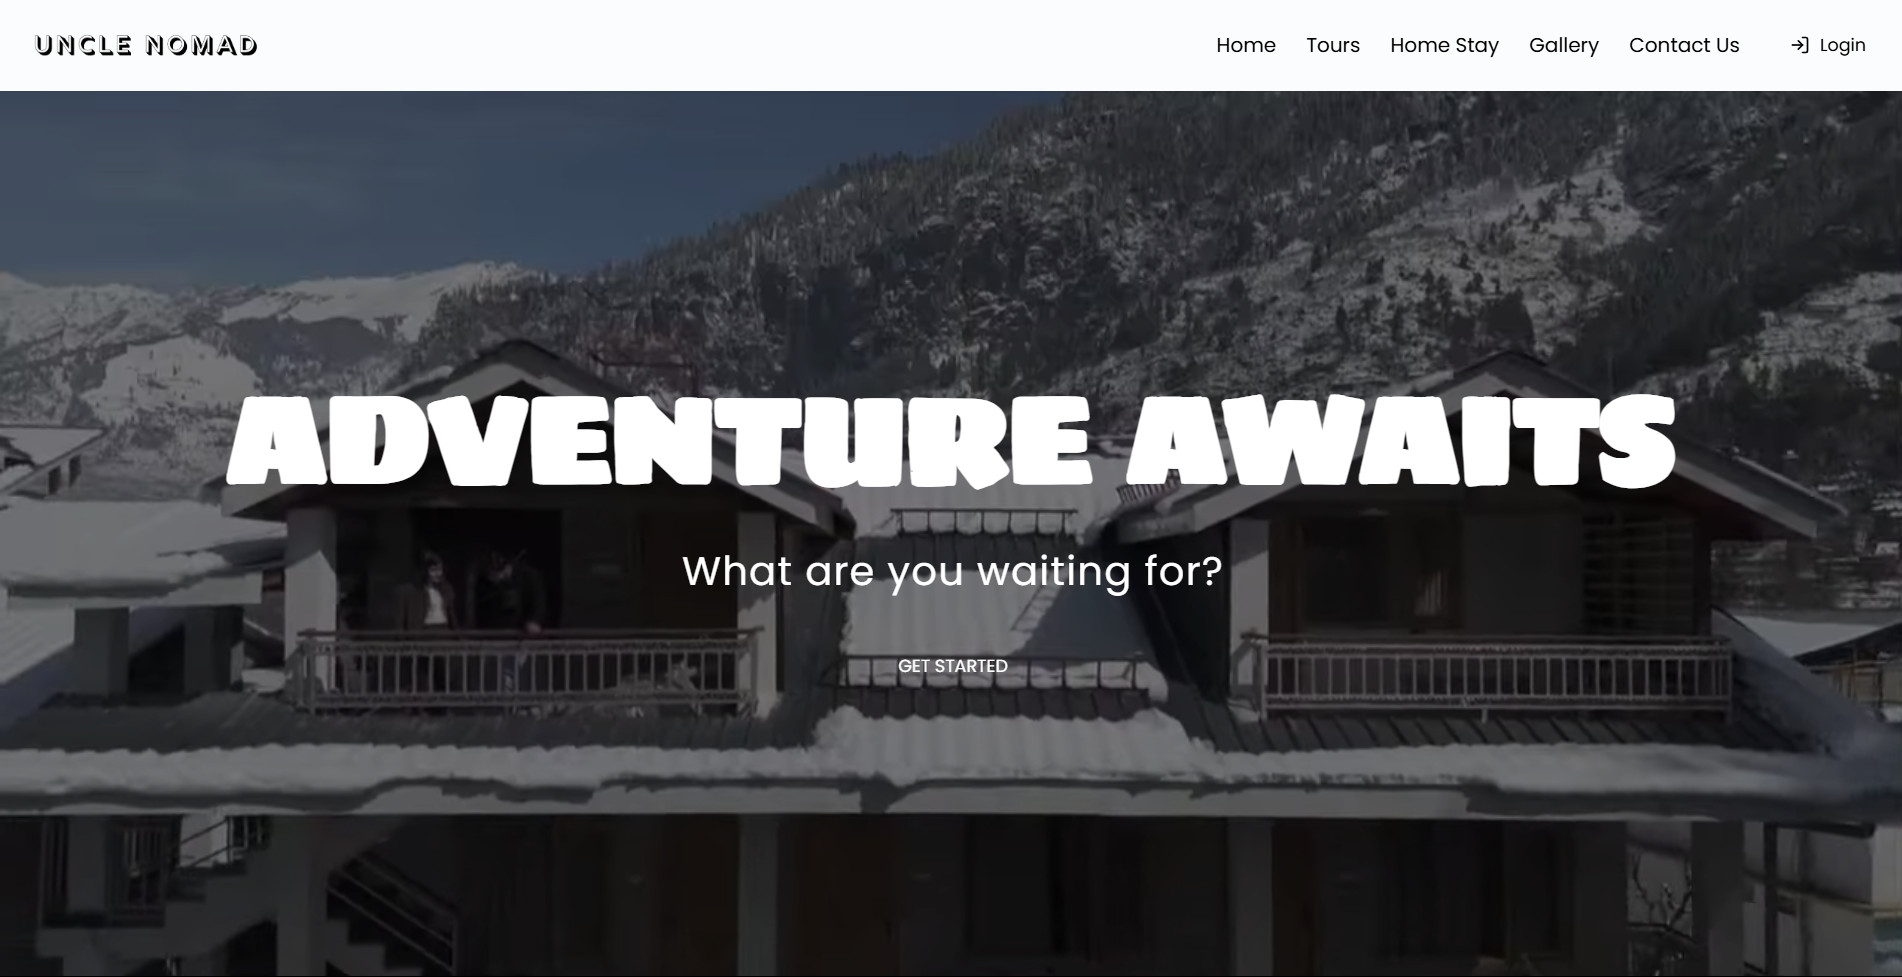 UNCLE NOMAD
Home Tours Home Stay Gallery Contact Us Login
ADVENTURE AWAITS
What are you waiting for?
GET STARTED